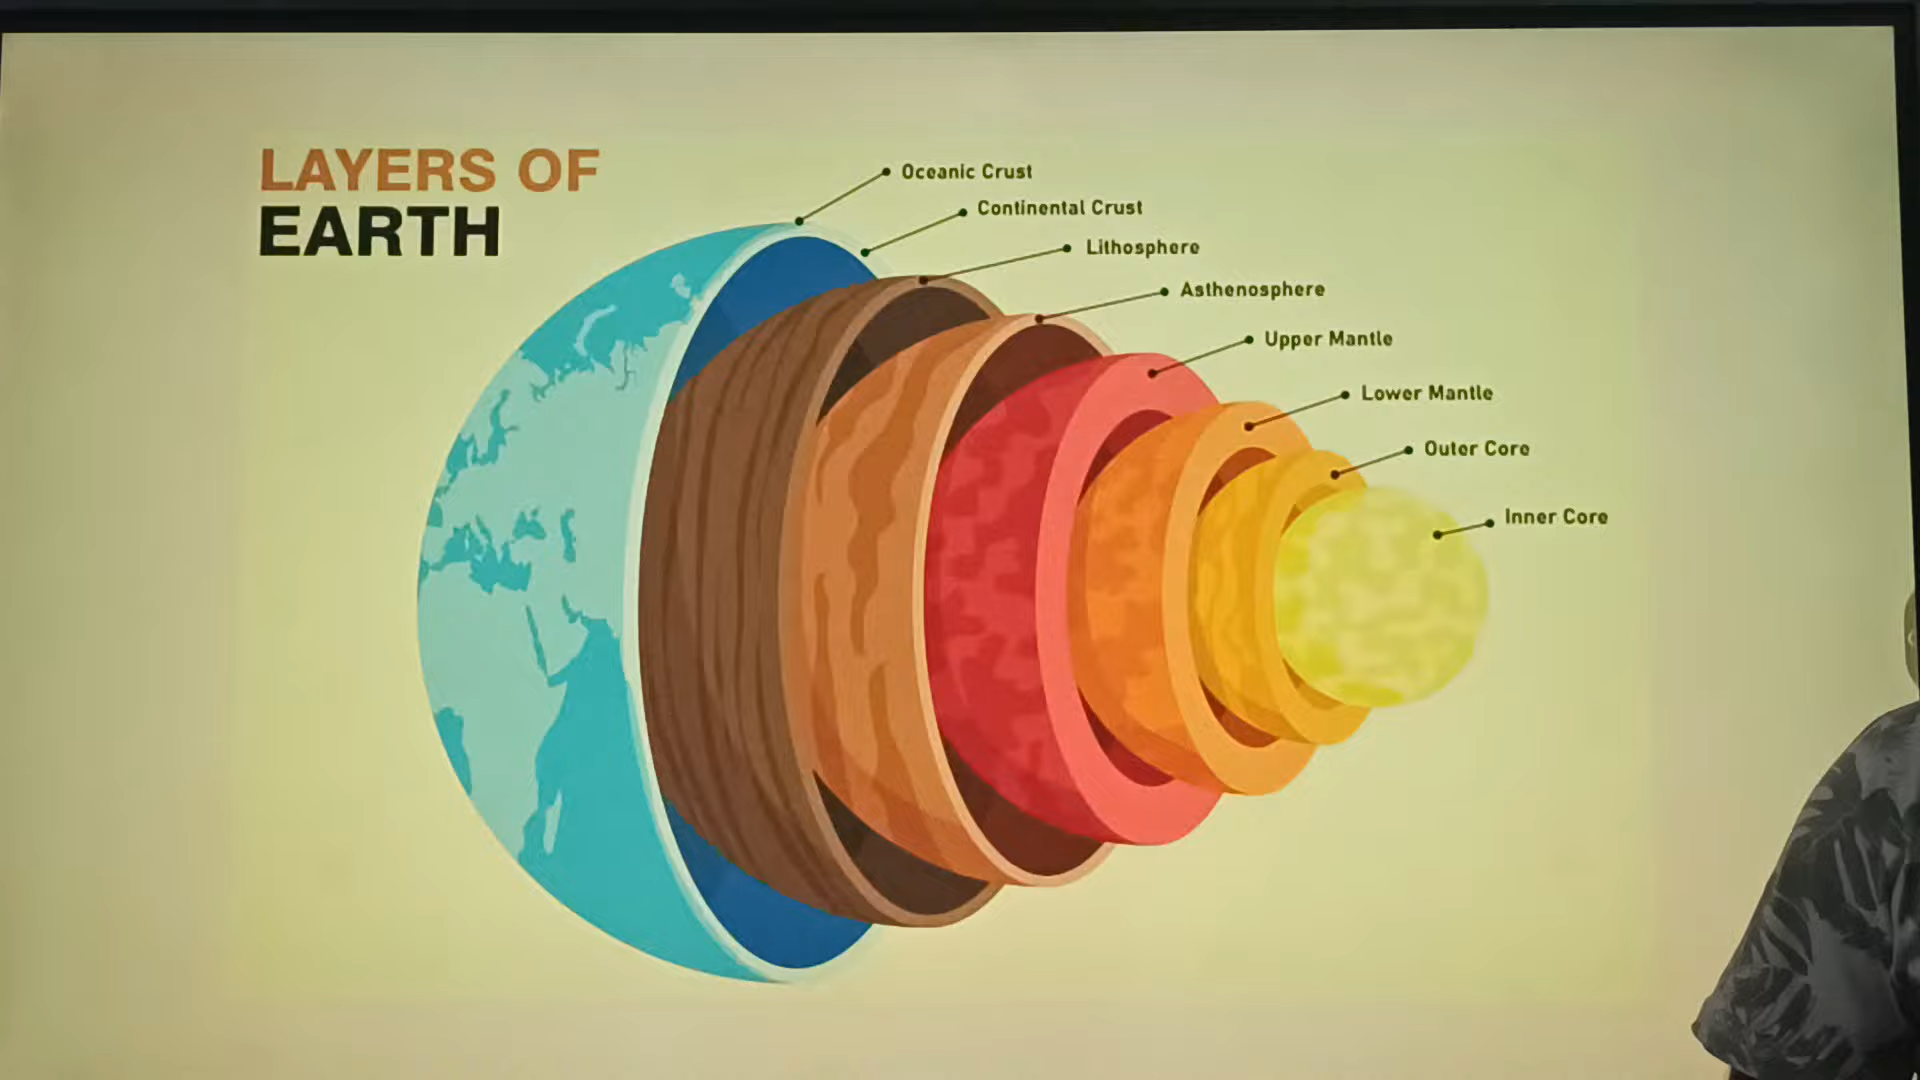 LAYERS OF
EARTH
Oceanic Crust
Continental Crust
Lithosphere
Asthenosphere
Upper Mantle
Lower Mantle
Outer Core
Inner Core